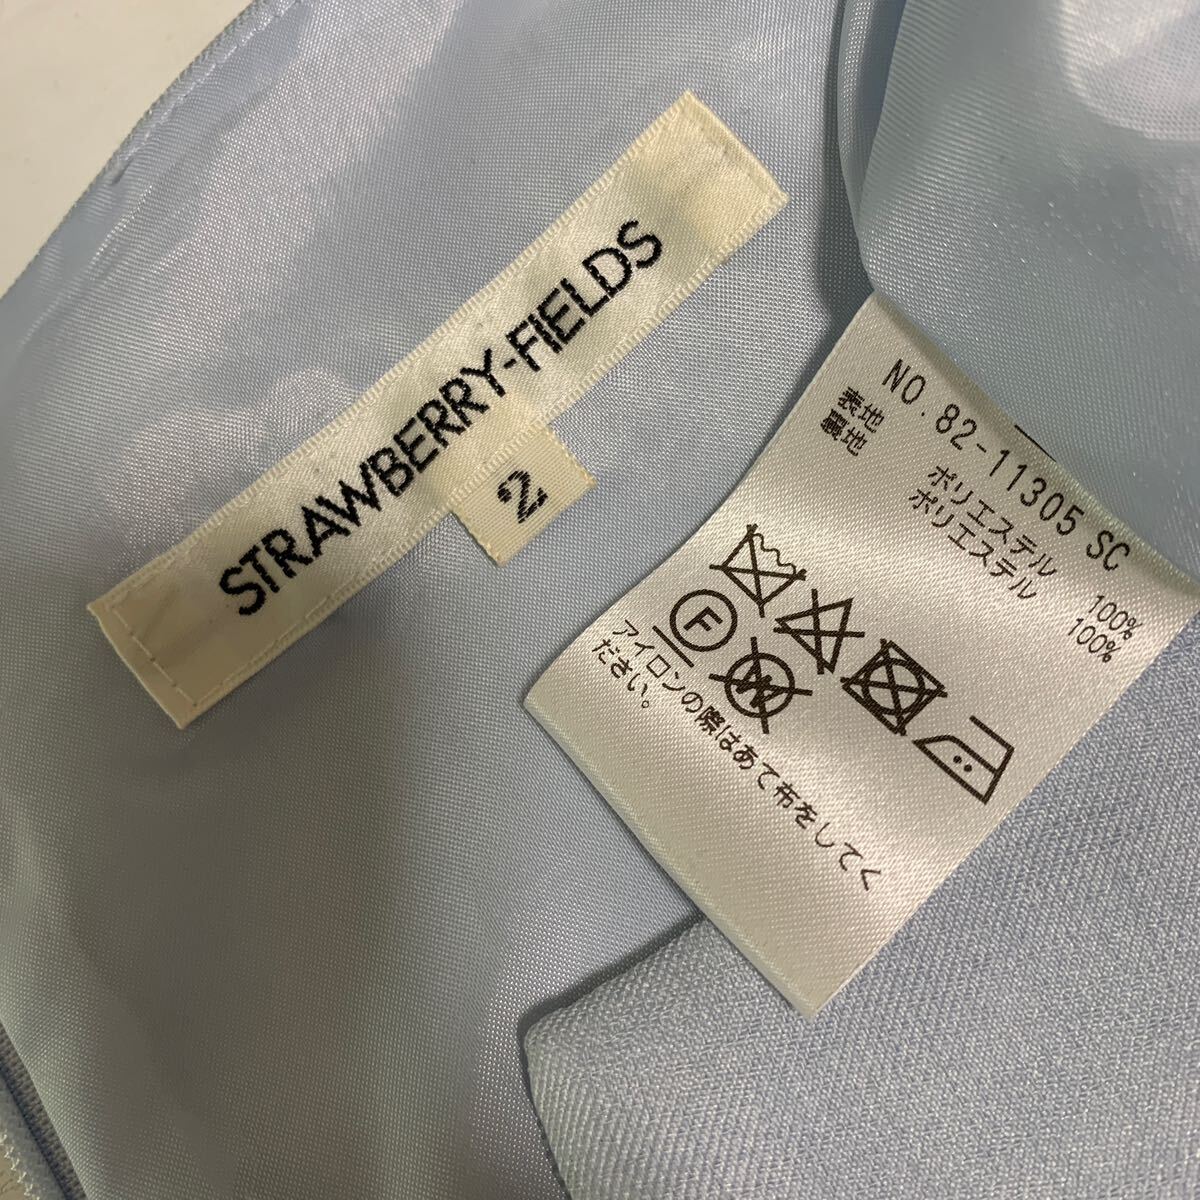 STRAWBERRY-FIELDS
2
NO. 82-11305 SC
表地 ポリエステル 100%
裏地 ポリエステル 100%
F
W
アイロンの際はあて布をしてく
ださい。